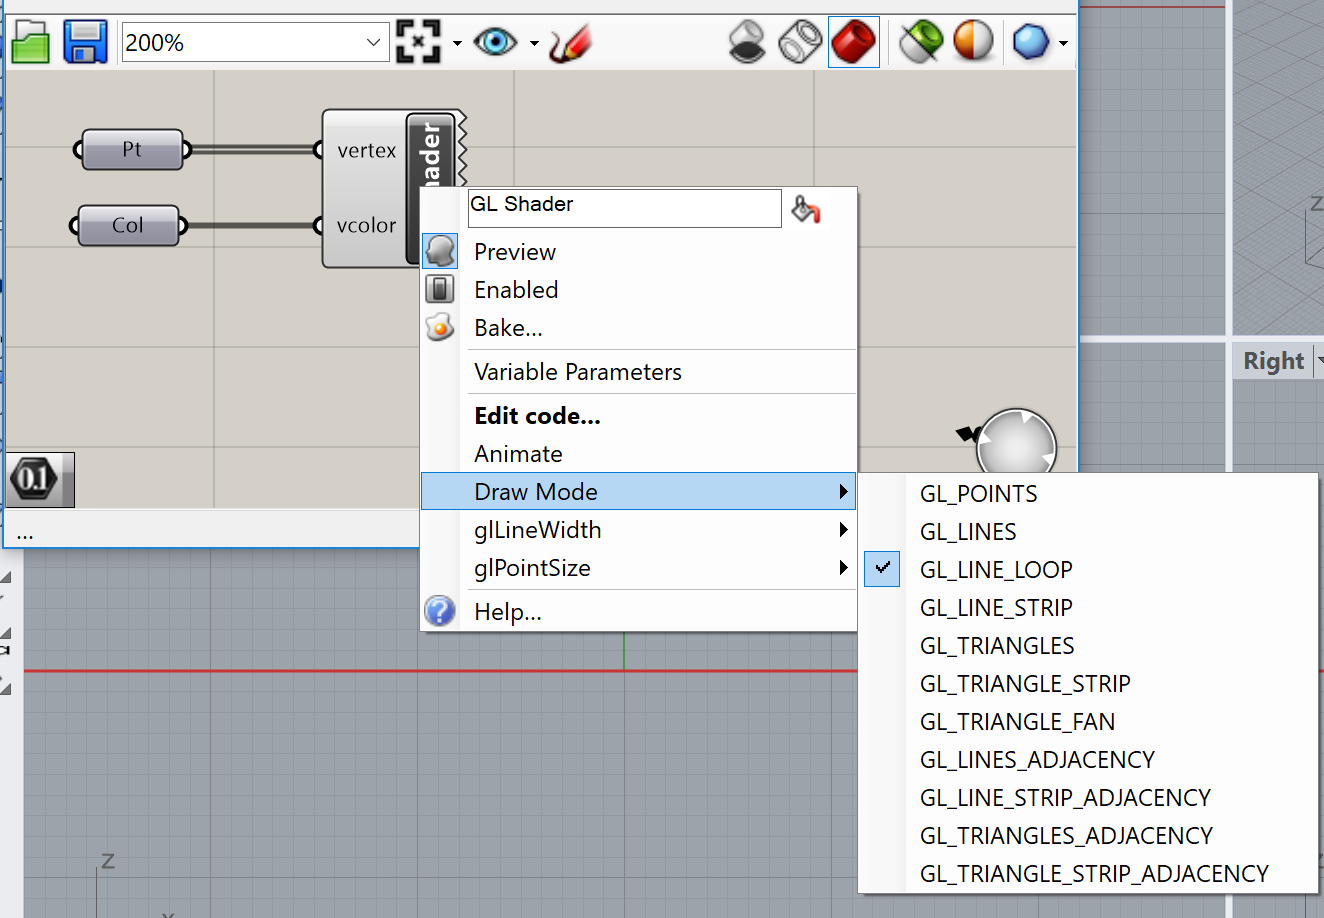 200%
Pt
vertex
Col
vcolor
GL Shader
Preview
Enabled
Bake...
Variable Parameters
Edit code...
Animate
Draw Mode
glLineWidth
glPointSize
Help...
GL_POINTS
GL_LINES
GL_LINE_LOOP
GL_LINE_STRIP
GL_TRIANGLES
GL_TRIANGLE_STRIP
GL_TRIANGLE_FAN
GL_LINES_ADJACENCY
GL_LINE_STRIP_ADJACENCY
GL_TRIANGLES_ADJACENCY
GL_TRIANGLE_STRIP_ADJACENCY
0.1
...
Right
Z
Z